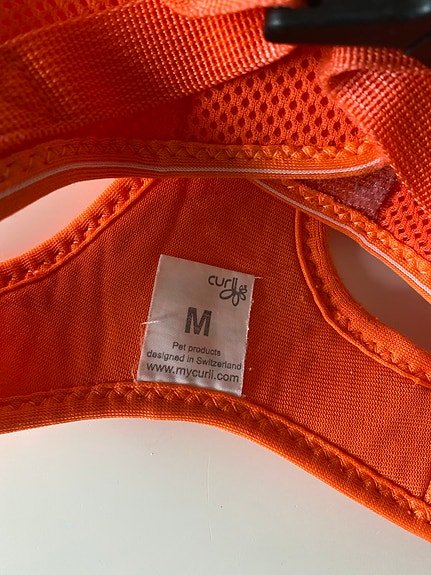 curli
M
Pet products
designed in Switzerland
www.mycurli.com